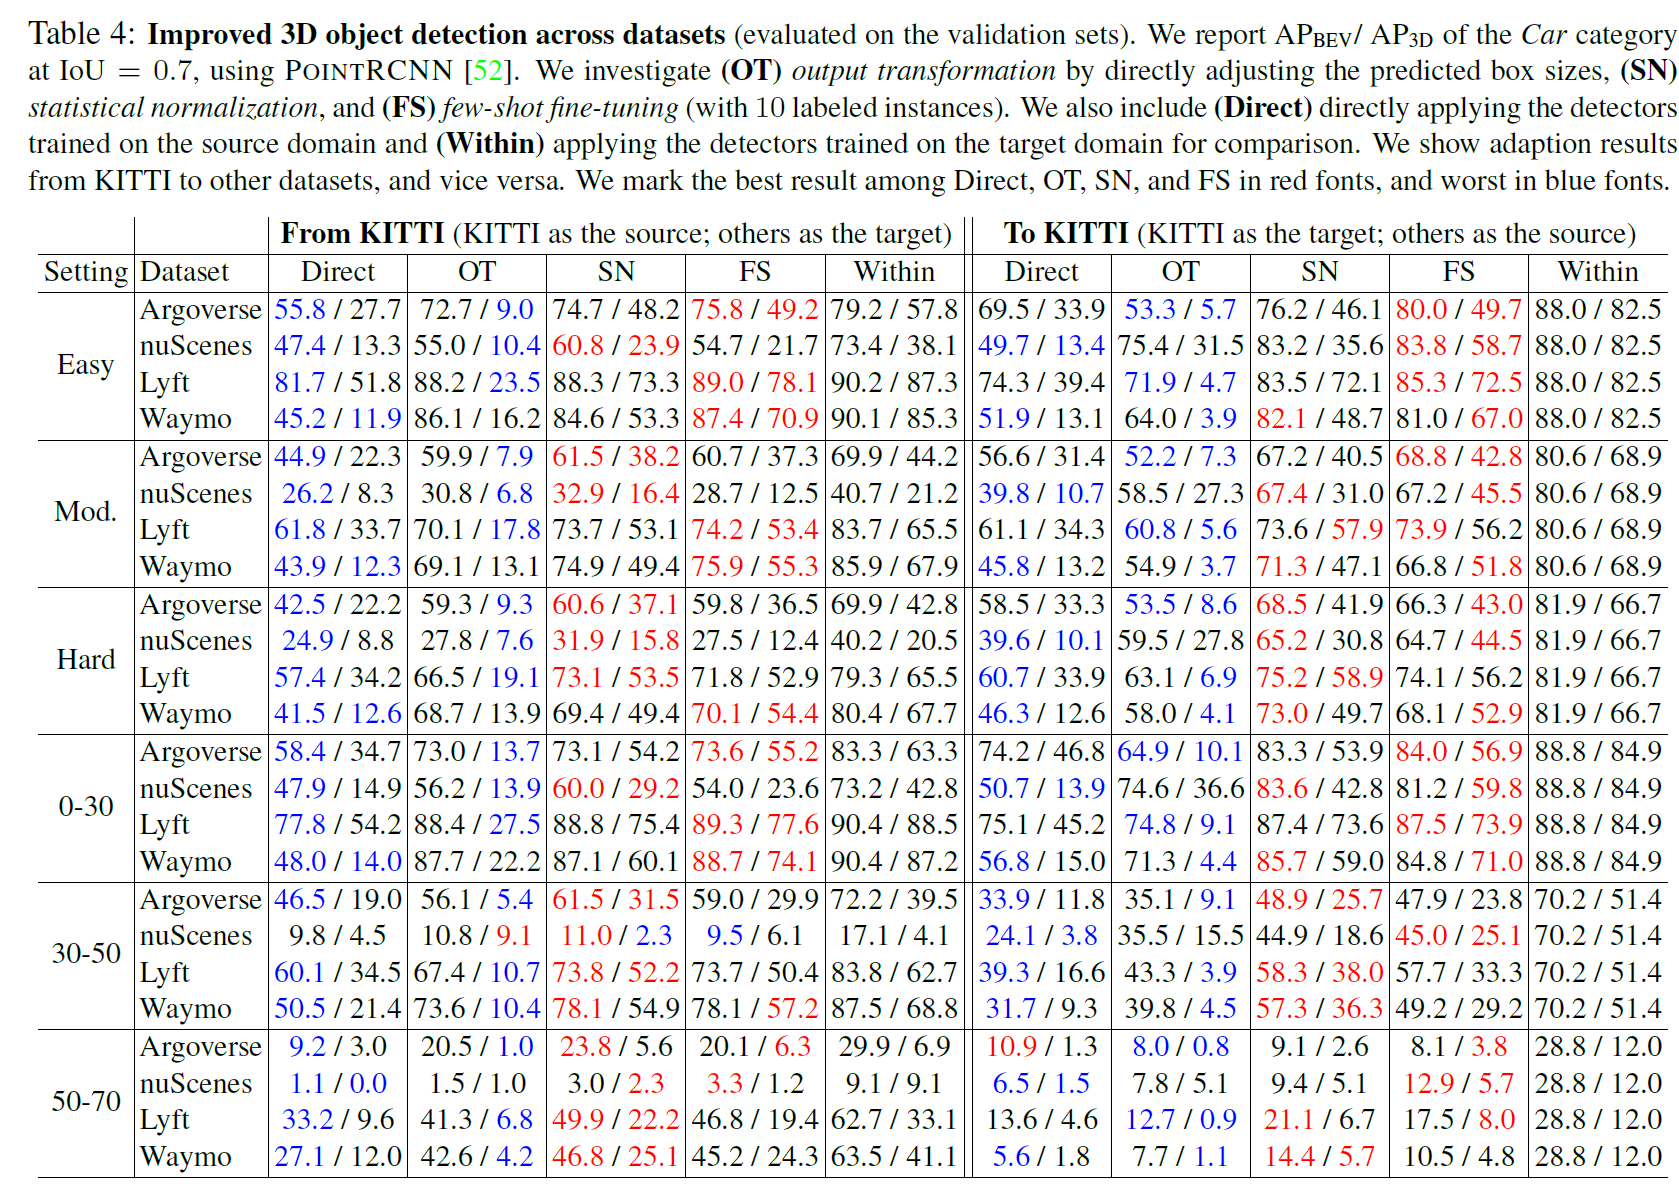 Table 4: Improved 3D object detection across datasets (evaluated on the validation sets). We report APBEV/ AP3D of the Car category
at IoU = 0.7, using POINTRCNN [52]. We investigate (OT) output transformation by directly adjusting the predicted box sizes, (SN)
statistical normalization, and (FS) few-shot fine-tuning (with 10 labeled instances). We also include (Direct) directly applying the detectors
trained on the source domain and (Within) applying the detectors trained on the target domain for comparison. We show adaption results
from KITTI to other datasets, and vice versa. We mark the best result among Direct, OT, SN, and FS in red fonts, and worst in blue fonts.
From KITTI (KITTI as the source; others as the target) To KITTI (KITTI as the target; others as the source)
Setting Dataset Direct OT SN FS Within Direct OT SN FS Within
Argoverse 55.8 / 27.7 72.7 / 9.0 74.7 / 48.2 75.8 / 49.2 79.2 / 57.8 69.5 / 33.9 53.3 / 5.7 76.2 / 46.1 80.0 / 49.7 88.0 / 82.5
Easy nuScenes 47.4 / 13.3 55.0 / 10.4 60.8 / 23.9 54.7 / 21.7 73.4 / 38.1 49.7 / 13.4 75.4 / 31.5 83.2 / 35.6 83.8 / 58.7 88.0 / 82.5
Lyft 81.7 / 51.8 88.2 / 23.5 88.3 / 73.3 89.0 / 78.1 90.2 / 87.3 74.3 / 39.4 71.9 / 4.7 83.5 / 72.1 85.3 / 72.5 88.0 / 82.5
Waymo 45.2 / 11.9 86.1 / 16.2 84.6 / 53.3 87.4 / 70.9 90.1 / 85.3 51.9 / 13.1 64.0 / 3.9 82.1 / 48.7 81.0 / 67.0 88.0 / 82.5
Argoverse 44.9 / 22.3 59.9 / 7.9 61.5 / 38.2 60.7 / 37.3 69.9 / 44.2 56.6 / 31.4 52.2 / 7.3 67.2 / 40.5 68.8 / 42.8 80.6 / 68.9
Mod. nuScenes 26.2 / 8.3 30.8 / 6.8 32.9 / 16.4 28.7 / 12.5 40.7 / 21.2 39.8 / 10.7 58.5 / 27.3 67.4 / 31.0 67.2 / 45.5 80.6 / 68.9
Lyft 61.8 / 33.7 70.1 / 17.8 73.7 / 53.1 74.2 / 53.4 83.7 / 65.5 61.1 / 34.3 60.8 / 5.6 73.6 / 57.9 73.9 / 56.2 80.6 / 68.9
Waymo 43.9 / 12.3 69.1 / 13.1 74.9 / 49.4 75.9 / 55.3 85.9 / 67.9 45.8 / 13.2 54.9 / 3.7 71.3 / 47.1 66.8 / 51.8 80.6 / 68.9
Argoverse 42.5 / 22.2 59.3 / 9.3 60.6 / 37.1 59.8 / 36.5 69.9 / 42.8 58.5 / 33.3 53.5 / 8.6 68.5 / 41.9 66.3 / 43.0 81.9 / 66.7
Hard nuScenes 24.9 / 8.8 27.8 / 7.6 31.9 / 15.8 27.5 / 12.4 40.2 / 20.5 39.6 / 10.1 59.5 / 27.8 65.2 / 30.8 64.7 / 44.5 81.9 / 66.7
Lyft 57.4 / 34.2 66.5 / 19.1 73.1 / 53.5 71.8 / 52.9 79.3 / 65.5 60.7 / 33.9 63.1 / 6.9 75.2 / 58.9 74.1 / 56.2 81.9 / 66.7
Waymo 41.5 / 12.6 68.7 / 13.9 69.4 / 49.4 70.1 / 54.4 80.4 / 67.7 46.3 / 12.6 58.0 / 4.1 73.0 / 49.7 68.1 / 52.9 81.9 / 66.7
Argoverse 58.4 / 34.7 73.0 / 13.7 73.1 / 54.2 73.6 / 55.2 83.3 / 63.3 74.2 / 46.8 64.9 / 10.1 83.3 / 53.9 84.0 / 56.9 88.8 / 84.9
0-30 nuScenes 47.9 / 14.9 56.2 / 13.9 60.0 / 29.2 54.0 / 23.6 73.2 / 42.8 50.7 / 13.9 74.6 / 36.6 83.6 / 42.8 81.2 / 59.8 88.8 / 84.9
Lyft 77.8 / 54.2 88.4 / 27.5 88.8 / 75.4 89.3 / 77.6 90.4 / 88.5 75.1 / 45.2 74.8 / 9.1 87.4 / 73.6 87.5 / 73.9 88.8 / 84.9
Waymo 48.0 / 14.0 87.7 / 22.2 87.1 / 60.1 88.7 / 74.1 90.4 / 87.2 56.8 / 15.0 71.3 / 4.4 85.7 / 59.0 84.8 / 71.0 88.8 / 84.9
Argoverse 46.5 / 19.0 56.1 / 5.4 61.5 / 31.5 59.0 / 29.9 72.2 / 39.5 33.9 / 11.8 35.1 / 9.1 48.9 / 25.7 47.9 / 23.8 70.2 / 51.4
30-50 nuScenes 9.8 / 4.5 10.8 / 9.1 11.0 / 2.3 9.5 / 6.1 17.1 / 4.1 24.1 / 3.8 35.5 / 15.5 44.9 / 18.6 45.0 / 25.1 70.2 / 51.4
Lyft 60.1 / 34.5 67.4 / 10.7 73.8 / 52.2 73.7 / 50.4 83.8 / 62.7 39.3 / 16.6 43.3 / 3.9 58.3 / 38.0 57.7 / 33.3 70.2 / 51.4
Waymo 50.5 / 21.4 73.6 / 10.4 78.1 / 54.9 78.1 / 57.2 87.5 / 68.8 31.7 / 9.3 39.8 / 4.5 57.3 / 36.3 49.2 / 29.2 70.2 / 51.4
Argoverse 9.2 / 3.0 20.5 / 1.0 23.8 / 5.6 20.1 / 6.3 29.9 / 6.9 10.9 / 1.3 8.0 / 0.8 9.1 / 2.6 8.1 / 3.8 28.8 / 12.0
50-70 nuScenes 1.1 / 0.0 1.5 / 1.0 3.0 / 2.3 3.3 / 1.2 9.1 / 9.1 6.5 / 1.5 7.8 / 5.1 9.4 / 5.1 12.9 / 5.7 28.8 / 12.0
Lyft 33.2 / 9.6 41.3 / 6.8 49.9 / 22.2 46.8 / 19.4 62.7 / 33.1 13.6 / 4.6 12.7 / 0.9 21.1 / 6.7 17.5 / 8.0 28.8 / 12.0
Waymo 27.1 / 12.0 42.6 / 4.2 46.8 / 25.1 45.2 / 24.3 63.5 / 41.1 5.6 / 1.8 7.7 / 1.1 14.4 / 5.7 10.5 / 4.8 28.8 / 12.0